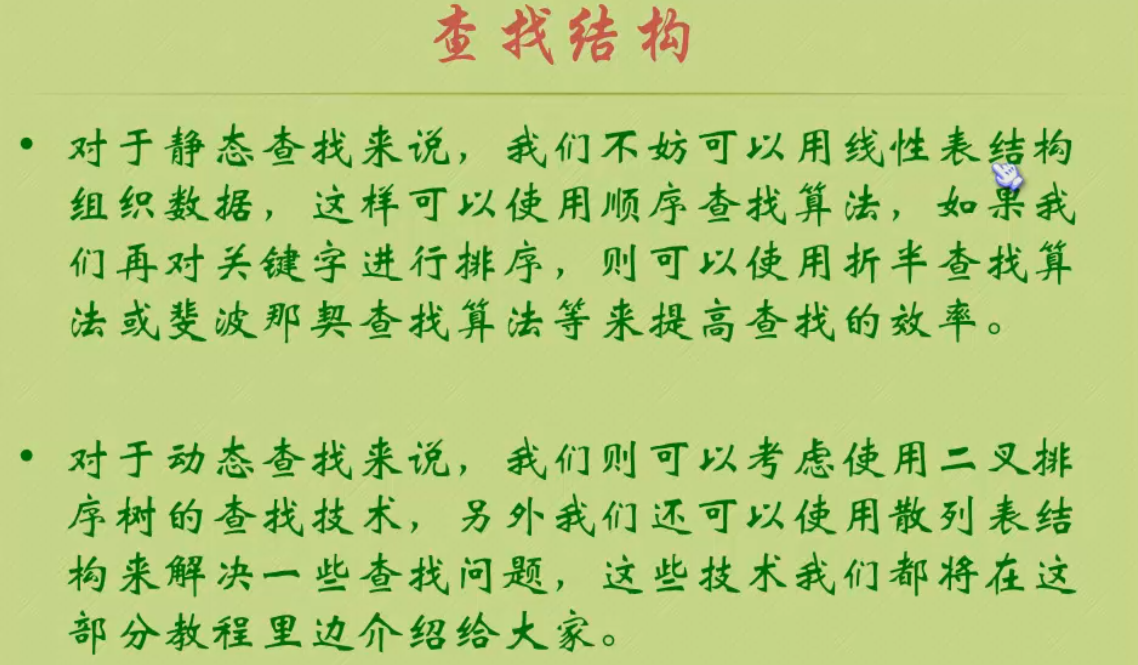 查找结构
• 对于静态查找来说，我们不妨可以用线性表结构
组织数据，这样可以使用顺序查找算法，如果我
们再对关键字进行排序，则可以使用折半查找算
法或斐波那契查找算法等来提高查找的效率。
• 对于动态查找来说，我们则可以考虑使用二叉排
序树的查找技术，另外我们还可以使用散列表结
构来解决一些查找问题，这些技术我们都将在这
部分教程里边介绍给大家。